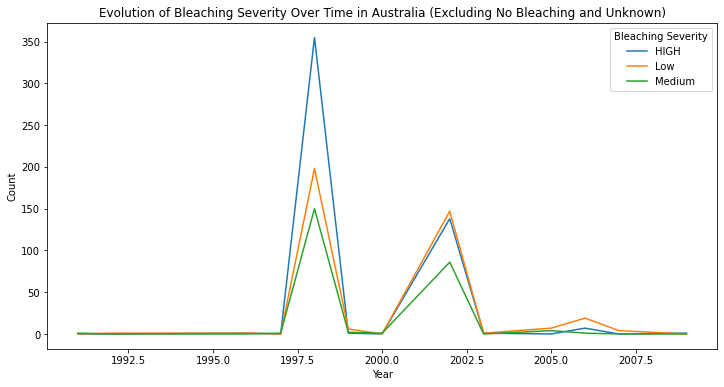 Evolution of Bleaching Severity Over Time in Australia (Excluding No Bleaching and Unknown)
Bleaching Severity
HIGH
Low
Medium
350
300
250
200
150
100
50
0
Count
1992.5 1995.0 1997.5 2000.0 2002.5 2005.0 2007.5
Year